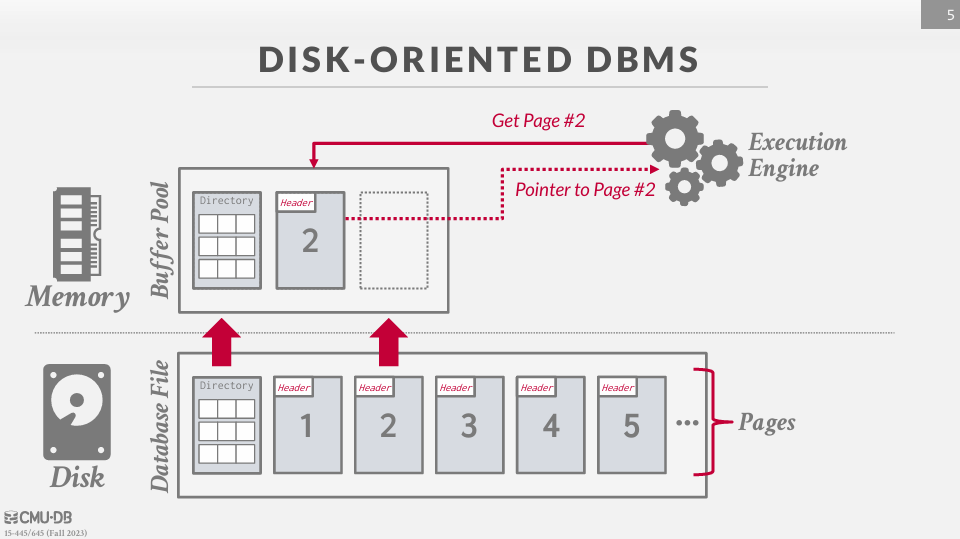 5
DISK-ORIENTED DBMS
Get Page #2
Execution
Engine
Pointer to Page #2
Memory
Buffer Pool
Directory
Header
2
Disk
Database File
Directory
Header
1
Header
2
Header
3
Header
4
Header
5
...
Pages
CMU·DB
15-445/645 (Fall 2023)